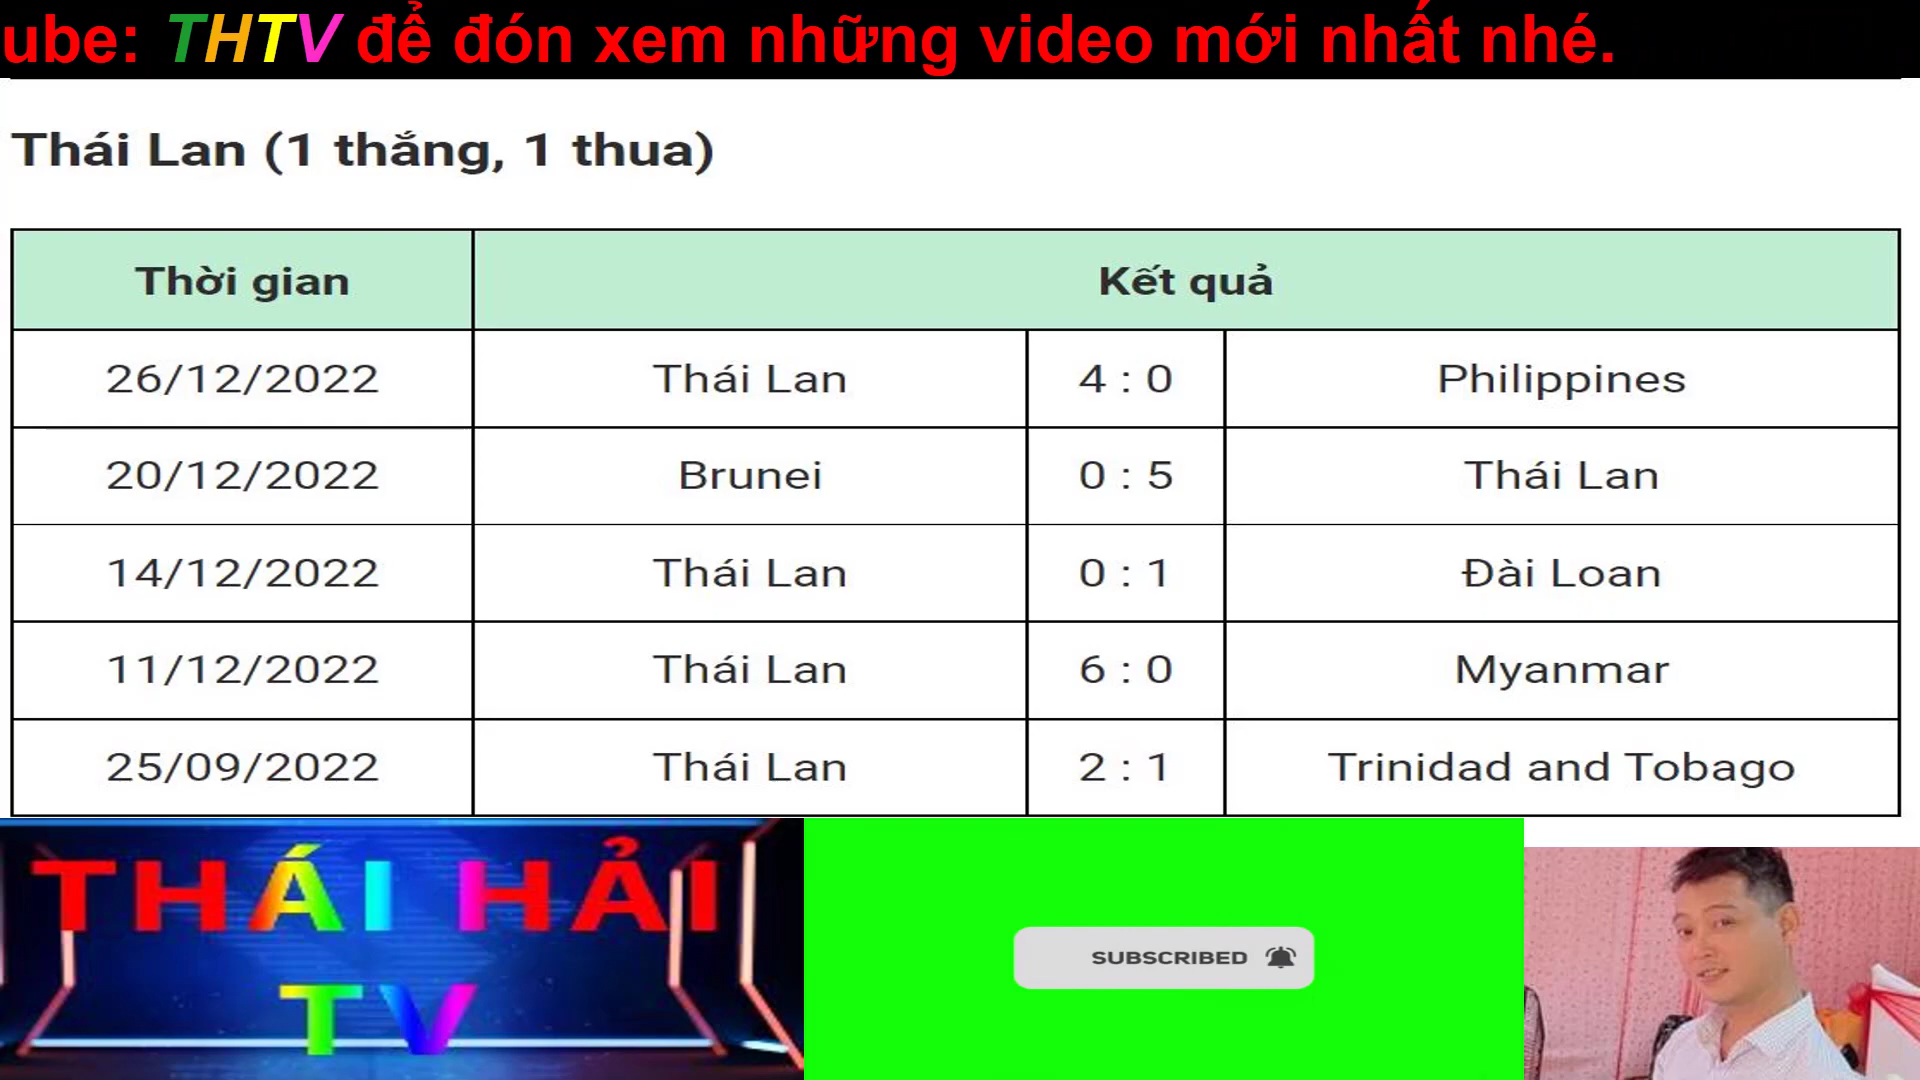 ube: THTV để đón xem những video mới nhất nhé.
Thái Lan (1 thắng, 1 thua)
Thời gian Kết quả
26/12/2022 Thái Lan 4 : 0 Philippines
20/12/2022 Brunei 0 : 5 Thái Lan
14/12/2022 Thái Lan 0 : 1 Đài Loan
11/12/2022 Thái Lan 6 : 0 Myanmar
25/09/2022 Thái Lan 2 : 1 Trinidad and Tobago
THÁI HẢI
TV
SUBSCRIBED